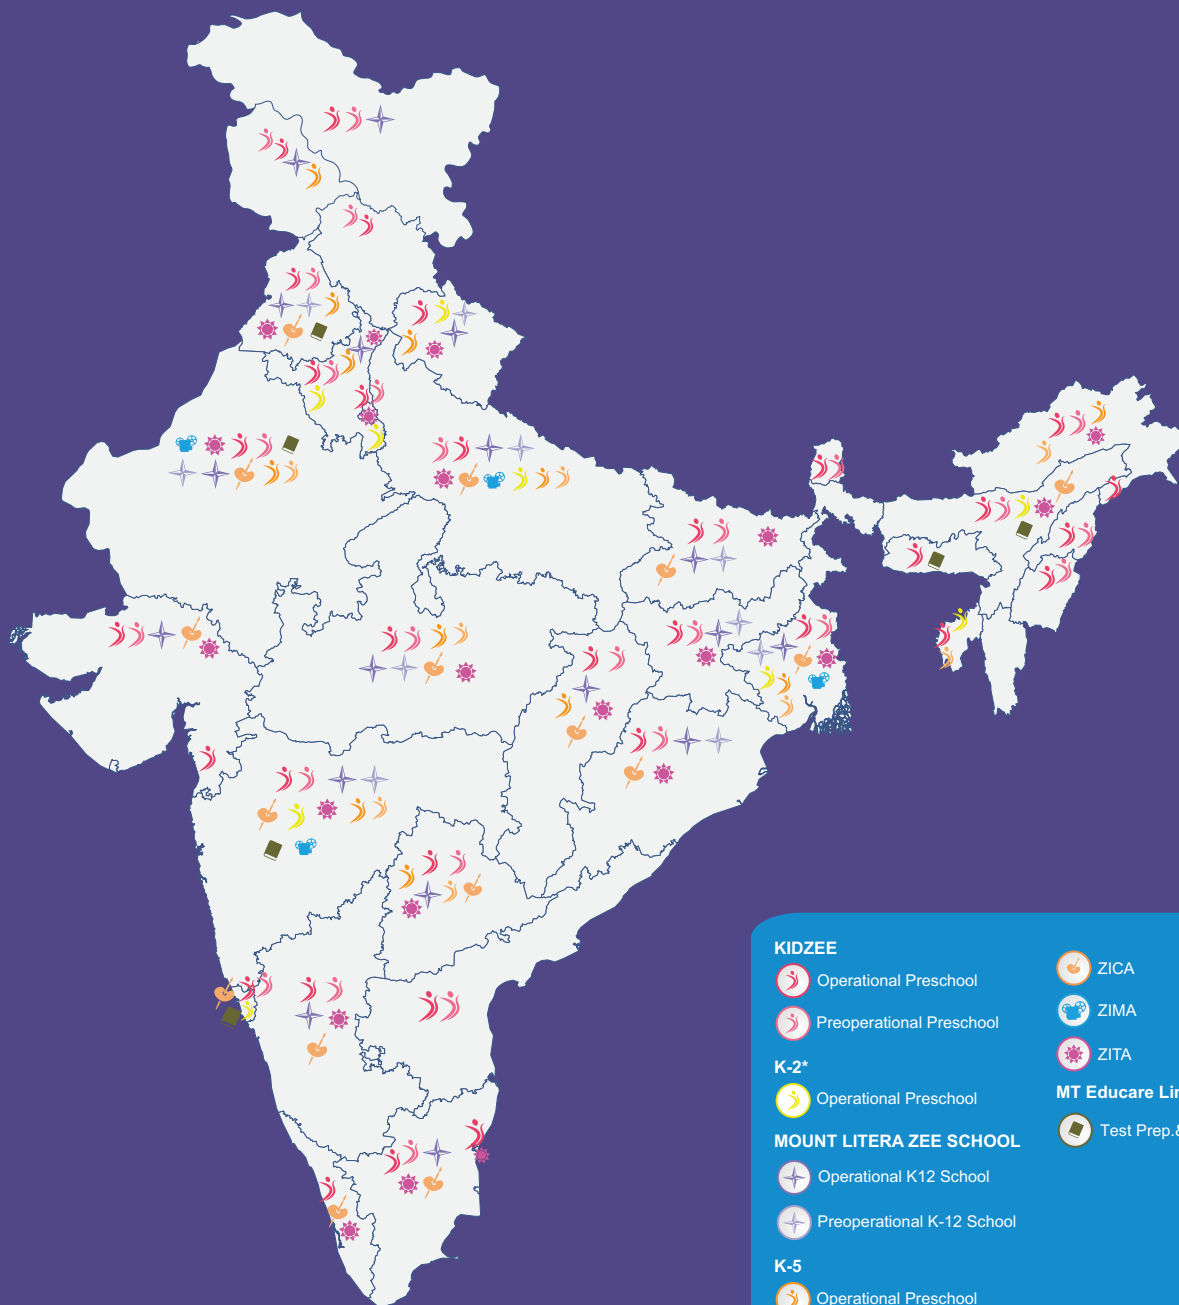 KIDZEE
Operational Preschool
Preoperational Preschool
K-2*
Operational Preschool
MOUNT LITERA ZEE SCHOOL
Operational K12 School
Preoperational K-12 School
K-5
Operational Preschool
ZICA
ZIMA
ZITA
MT Educare Li
Test Prep.&